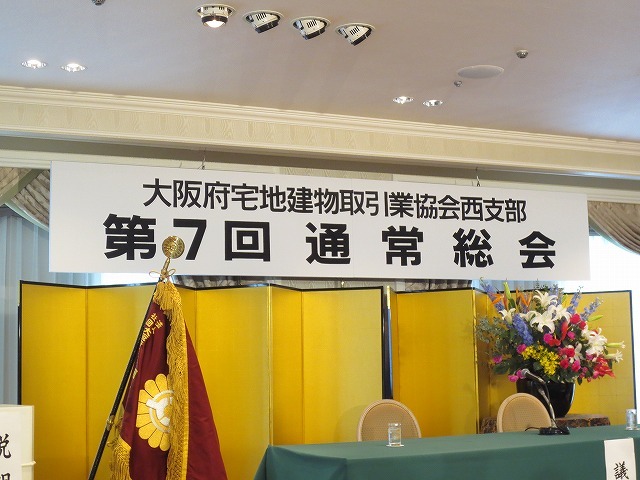 大阪府宅地建物取引業協会西支部
第7回通常総会
議